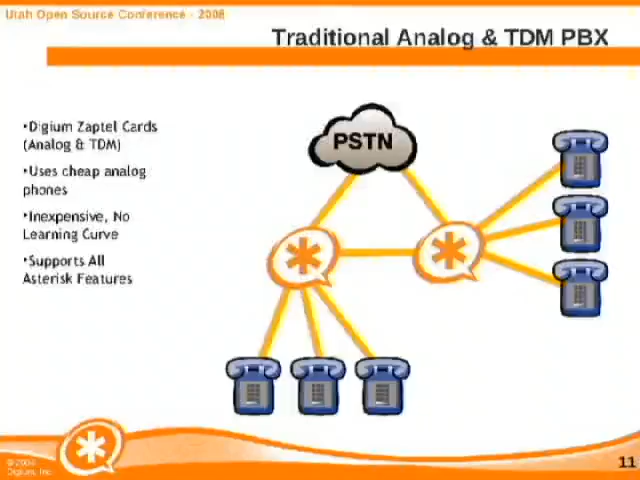 Utah Open Source Conference - 2008
Traditional Analog & TDM PBX
•Digium Zaptel Cards
(Analog & TDM)
•Uses cheap analog
phones
•Inexpensive, No
Learning Curve
•Supports All
Asterisk Features
PSTN
©
Digium, Inc
11